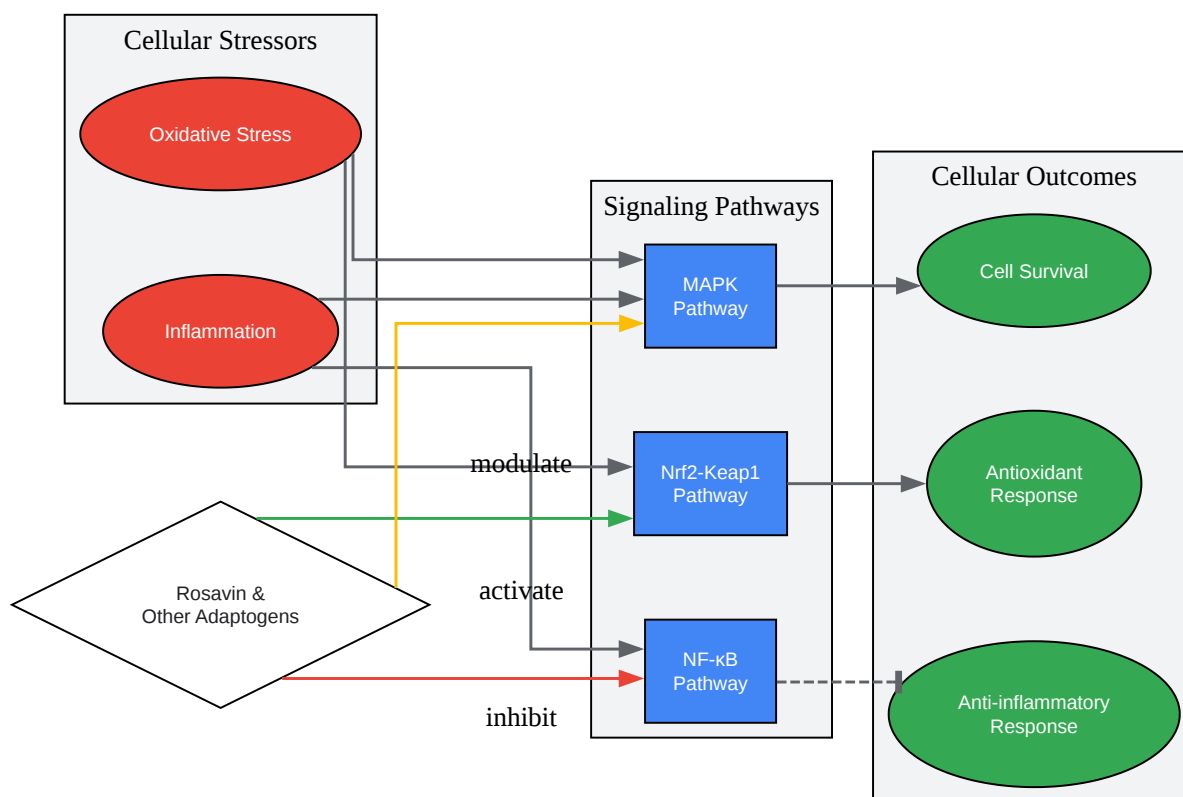 Cellular Stressors
Oxidative Stress
Inflammation
Rosavin &
Other Adaptogens
modulate
activate
inhibit
Signaling Pathways
MAPK
Pathway
Nrf2-Keap1
Pathway
NF-κB
Pathway
Cellular Outcomes
Cell Survival
Antioxidant
Response
Anti-inflammatory
Response